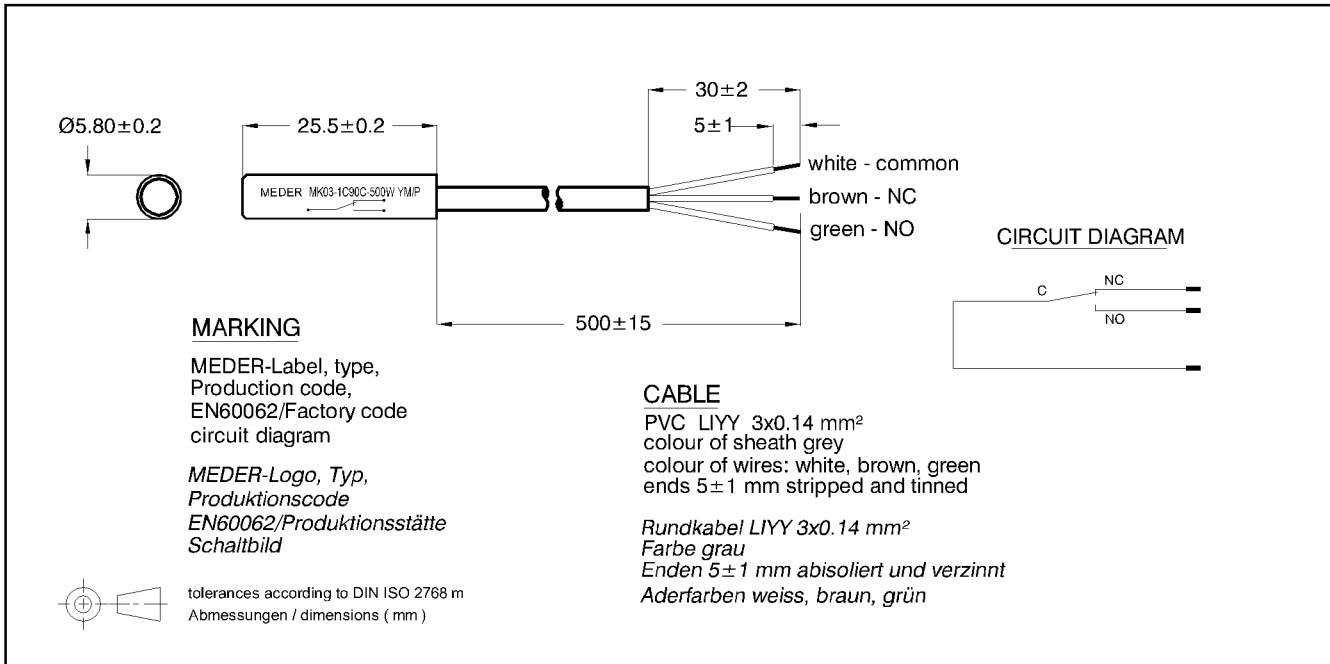 Ø5.80±0.2
25.5±0.2
30±2
5±1
MEDER MK03-1C90C-500W YM/P
white - common
brown - NC
green - NO
500±15
CIRCUIT DIAGRAM
C
NC
NO
MARKING
MEDER-Label, type,
Production code,
EN60062/Factory code
circuit diagram
MEDER-Logo, Typ,
Produktionscode
EN60062/Produktionsstätte
Schaltbild
CABLE
PVC LIYY 3x0.14 mm²
colour of sheath grey
colour of wires: white, brown, green
ends 5±1 mm stripped and tinned
Rundkabel LIYY 3x0.14 mm²
Farbe grau
Enden 5±1 mm abisoliert und verzinnt
Aderfarben weiss, braun, grün
tolerances according to DIN ISO 2768 m
Abmessungen / dimensions ( mm )